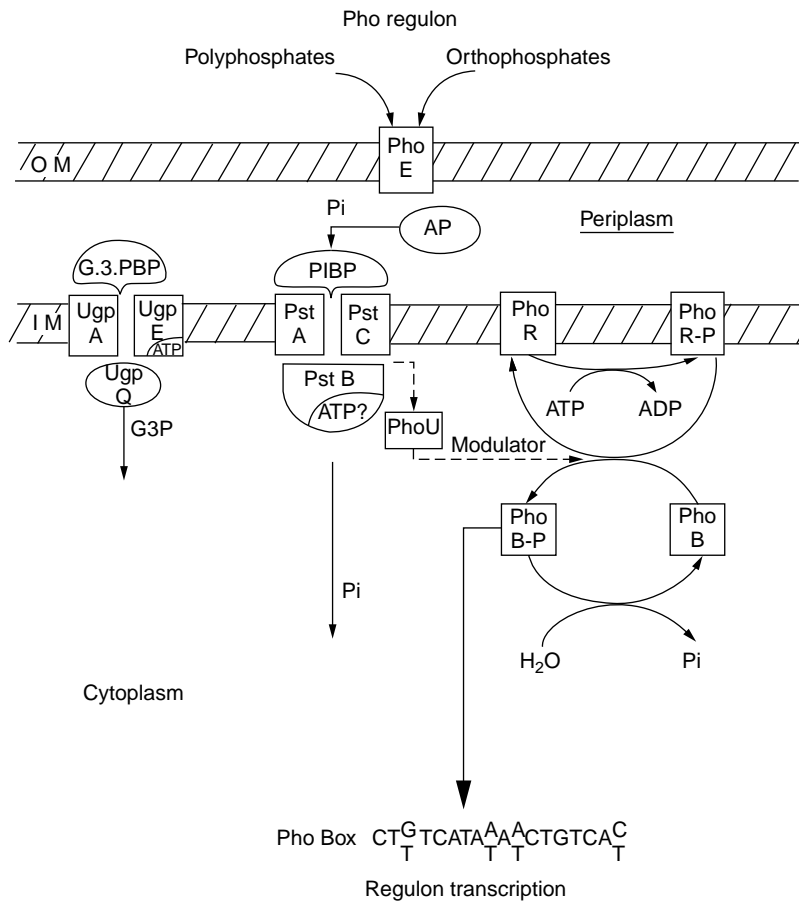 Pho regulon
Polyphosphates
Orthophosphates
Pho
E
O M
Pi
AP
Periplasm
G.3.PBP
PIBP
I M
Ugp
A
Ugp
E
ATP
Pst
A
Pst
C
Pho
R
Pho
R-P
Ugp
Q
Pst B
ATP?
ATP
ADP
G3P
PhoU
Modulator
Pho
B-P
Pho
B
Pi
H₂O
Pi
Cytoplasm
Pho Box CTGTCATAAACTGTCAC
T T T T
Regulon transcription